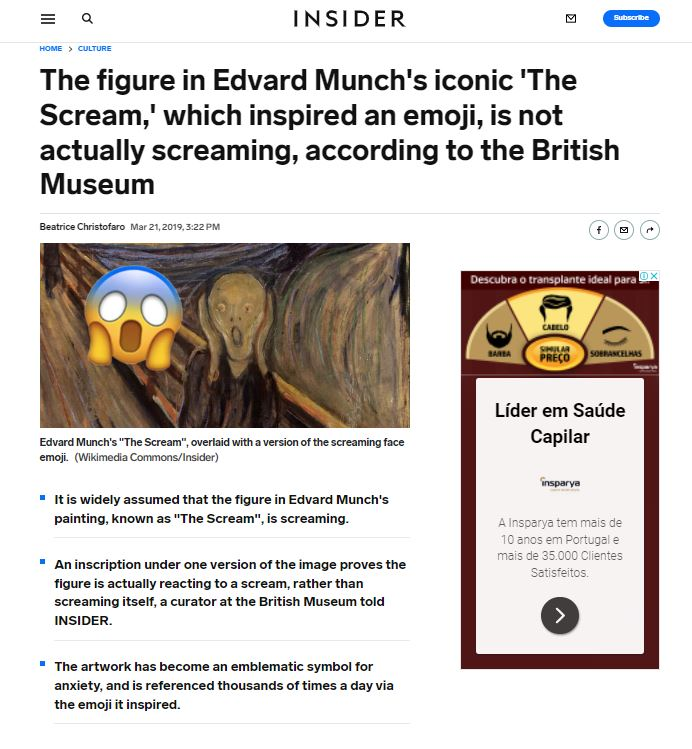 INSIDER
Subscribe
HOME > CULTURE
The figure in Edvard Munch's iconic 'The
Scream,' which inspired an emoji, is not
actually screaming, according to the British
Museum
Beatrice Christofaro Mar 21, 2019, 3:22 PM
Edvard Munch's "The Scream", overlaid with a version of the screaming face
emoji. (Wikimedia Commons/Insider)
It is widely assumed that the figure in Edvard Munch's
painting, known as "The Scream", is screaming.
An inscription under one version of the image proves the
figure is actually reacting to a scream, rather than
screaming itself, a curator at the British Museum told
INSIDER.
The artwork has become an emblematic symbol for
anxiety, and is referenced thousands of times a day via
the emoji it inspired.
Descubra o transplante ideal para
CABELO
BARBA
SIMULAR
PREÇO
SOBRANCELHAS
insparya
Líder em Saúde
Capilar
insparya
A Insparya tem mais de
10 anos em Portugal e
mais de 35.000 Clientes
Satisfeitos.